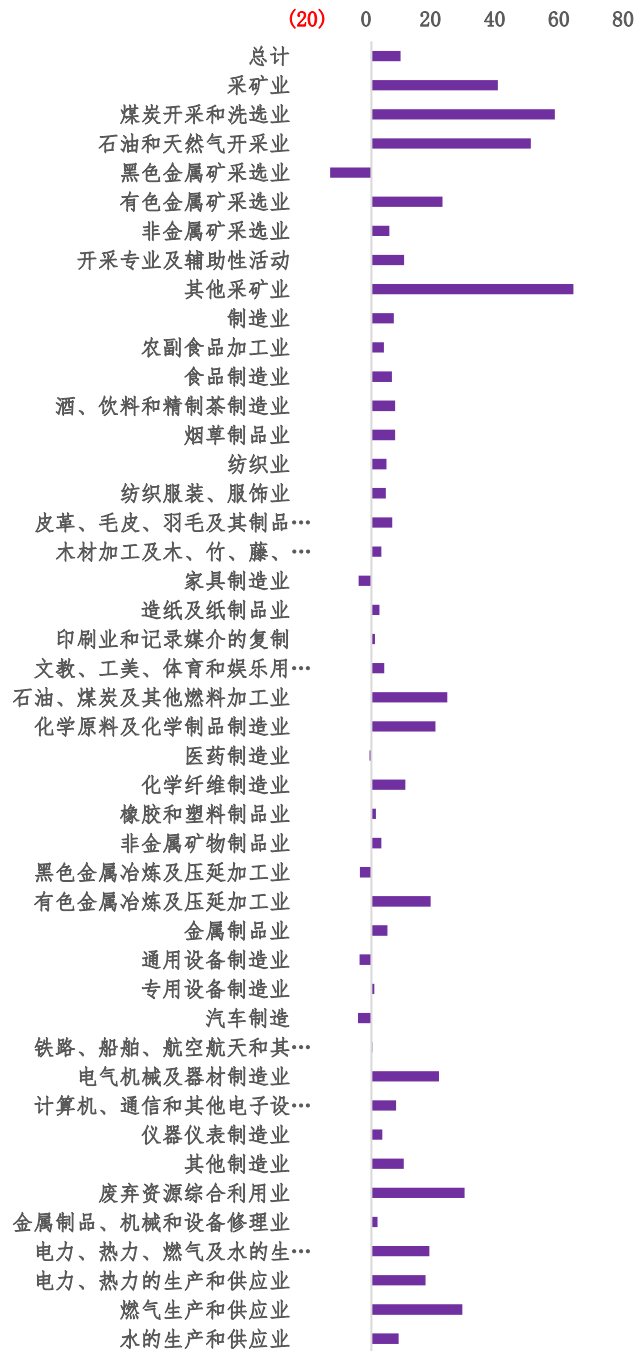 (20) 0 20 40 60 80
总计
采矿业
煤炭开采和洗选业
石油和天然气开采业
黑色金属矿采选业
有色金属矿采选业
非金属矿采选业
开采专业及辅助性活动
其他采矿业
制造业
农副食品加工业
食品制造业
酒、饮料和精制茶制造业
烟草制品业
纺织业
纺织服装、服饰业
皮革、毛皮、羽毛及其制品…
木材加工及木、竹、藤、…
家具制造业
造纸及纸制品业
印刷业和记录媒介的复制
文教、工美、体育和娱乐用…
石油、煤炭及其他燃料加工业
化学原料及化学制品制造业
医药制造业
化学纤维制造业
橡胶和塑料制品业
非金属矿物制品业
黑色金属冶炼及压延加工业
有色金属冶炼及压延加工业
金属制品业
通用设备制造业
专用设备制造业
汽车制造
铁路、船舶、航空航天和其…
电气机械及器材制造业
计算机、通信和其他电子设…
仪器仪表制造业
其他制造业
废弃资源综合利用业
金属制品、机械和设备修理业
电力、热力、燃气及水的生…
电力、热力的生产和供应业
燃气生产和供应业
水的生产和供应业